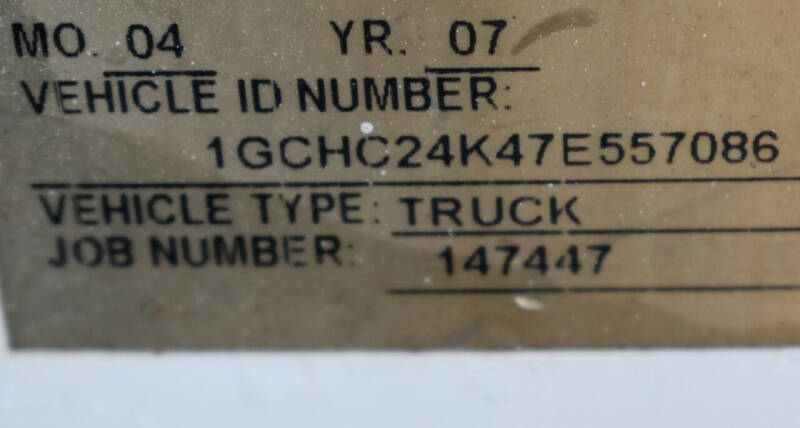 MO. 04 YR. 07
VEHICLE ID NUMBER:
1GCHC24K47E557086
VEHICLE TYPE: TRUCK
JOB NUMBER: 147447